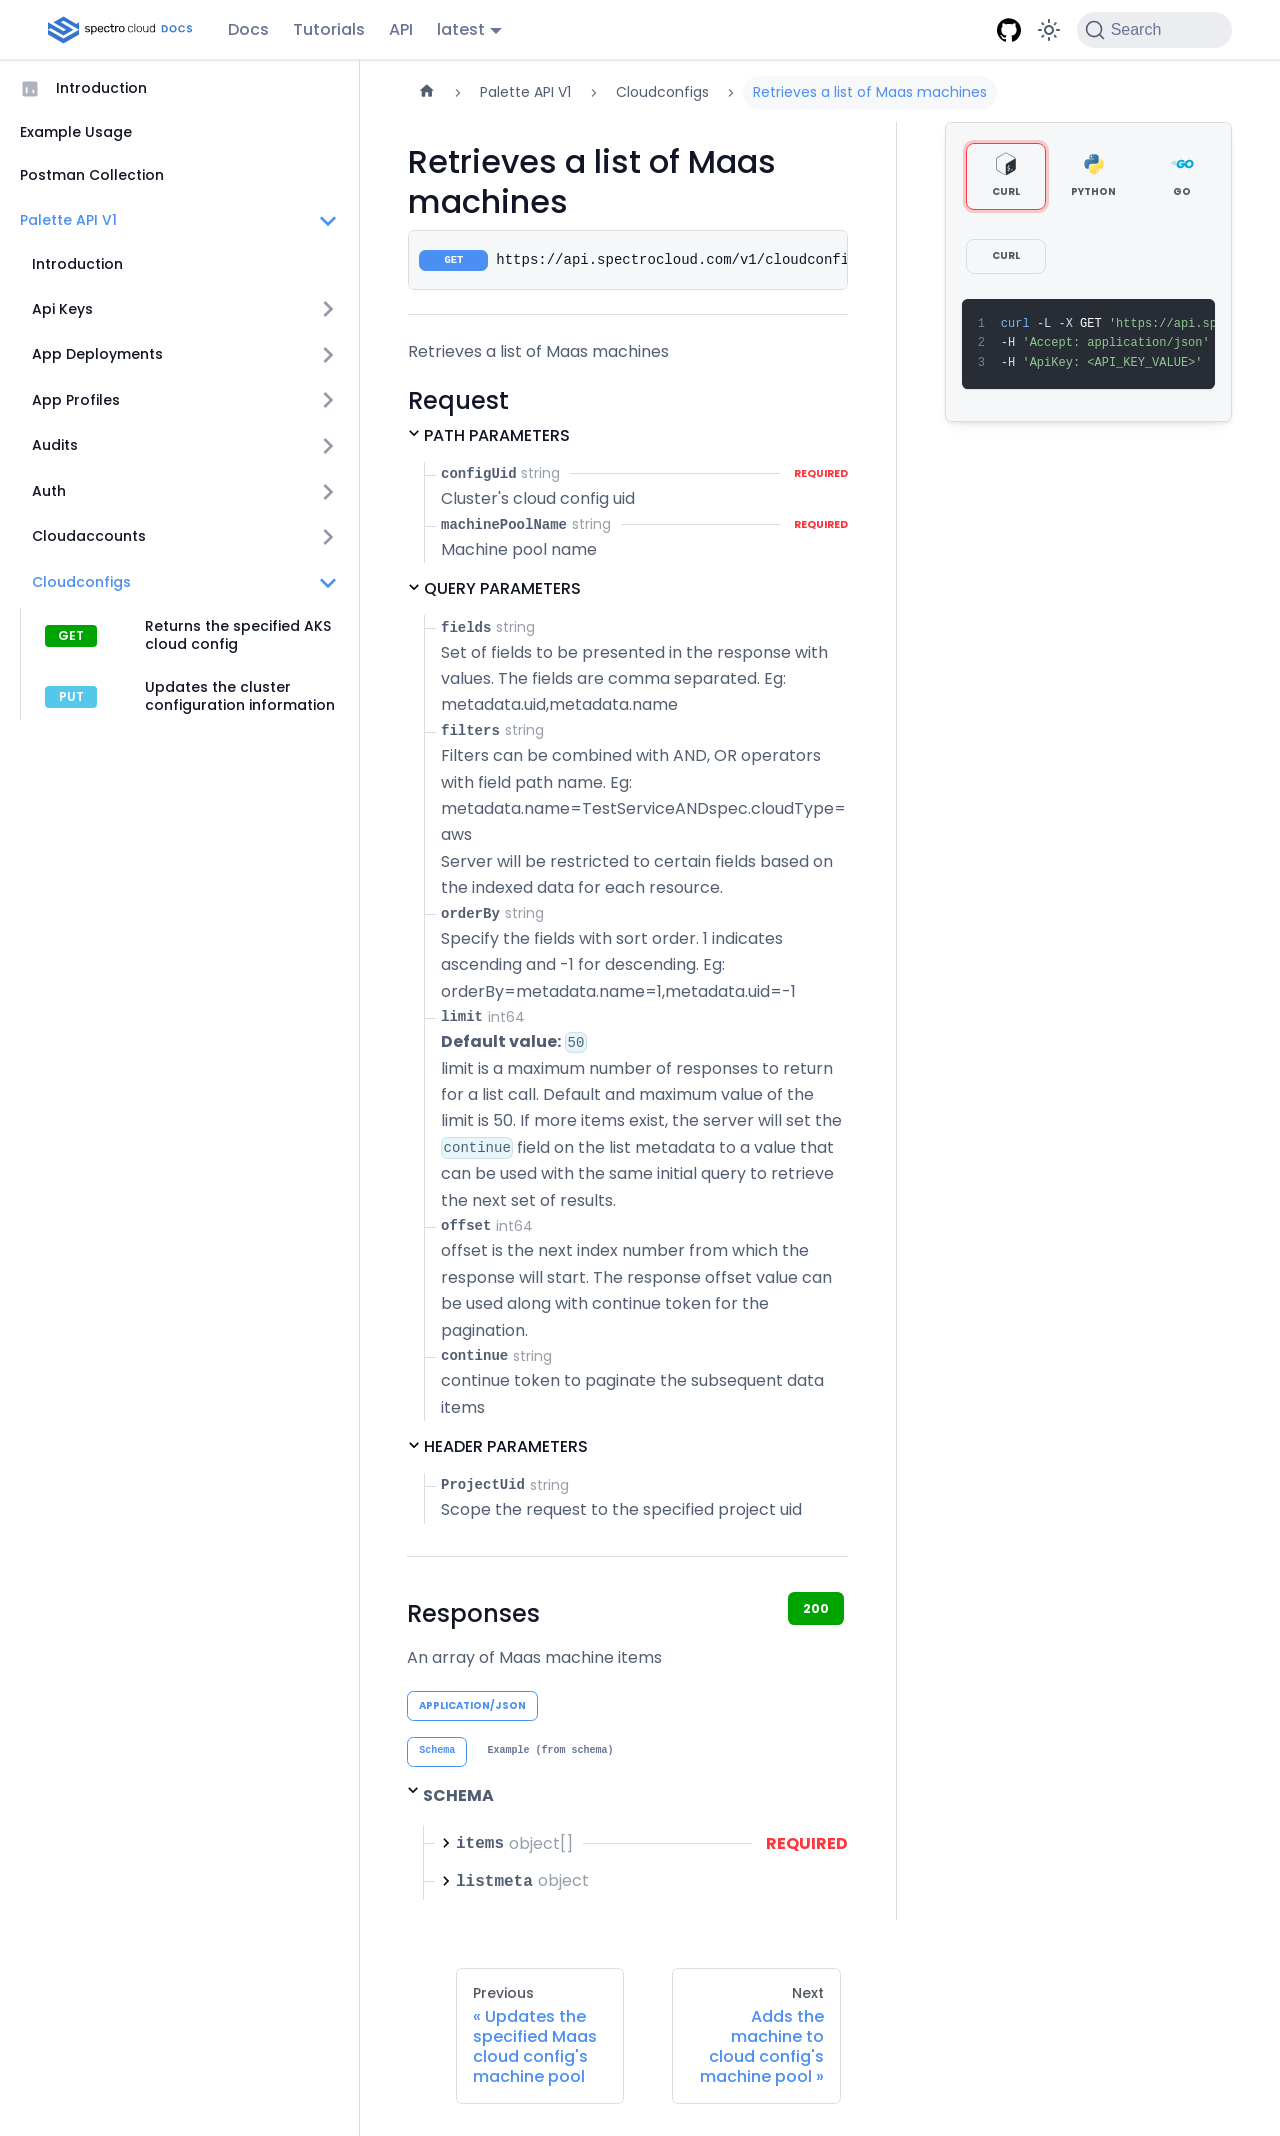 spectro cloud DOCS
Docs
Tutorials
API
latest
Search
Introduction
Example Usage
Postman Collection
Palette API V1
Introduction
Api Keys
App Deployments
App Profiles
Audits
Auth
Cloudaccounts
Cloudconfigs
GET
Returns the specified AKS
cloud config
PUT
Updates the cluster
configuration information
Palette API V1
Cloudconfigs
Retrieves a list of Maas machines
Retrieves a list of Maas
machines
GET https://api.spectrocloud.com/v1/cloudconfi
Retrieves a list of Maas machines
Request
PATH PARAMETERS
configUid string REQUIRED
Cluster's cloud config uid
machinePoolName string REQUIRED
Machine pool name
QUERY PARAMETERS
fields string
Set of fields to be presented in the response with
values. The fields are comma separated. Eg:
metadata.uid,metadata.name
filters string
Filters can be combined with AND, OR operators
with field path name. Eg:
metadata.name=TestServiceANDspec.cloudType=
aws
Server will be restricted to certain fields based on
the indexed data for each resource.
orderBy string
Specify the fields with sort order. 1 indicates
ascending and -1 for descending. Eg:
orderBy=metadata.name=1,metadata.uid=-1
limit int64
Default value: 50
limit is a maximum number of responses to return
for a list call. Default and maximum value of the
limit is 50. If more items exist, the server will set the
continue field on the list metadata to a value that
can be used with the same initial query to retrieve
the next set of results.
offset int64
offset is the next index number from which the
response will start. The response offset value can
be used along with continue token for the
pagination.
continue string
continue token to paginate the subsequent data
items
HEADER PARAMETERS
ProjectUid string
Scope the request to the specified project uid
Responses
200
An array of Maas machine items
APPLICATION/JSON
Schema
Example (from schema)
SCHEMA
items object[] REQUIRED
listmeta object
Previous
« Updates the
specified Maas
cloud config's
machine pool
Next
Adds the
machine to
cloud config's
machine pool »
CURL
PYTHON
GO
CURL
1 curl -L -X GET 'https://api.sp
2 -H 'Accept: application/json'
3 -H 'ApiKey: <API_KEY_VALUE>'